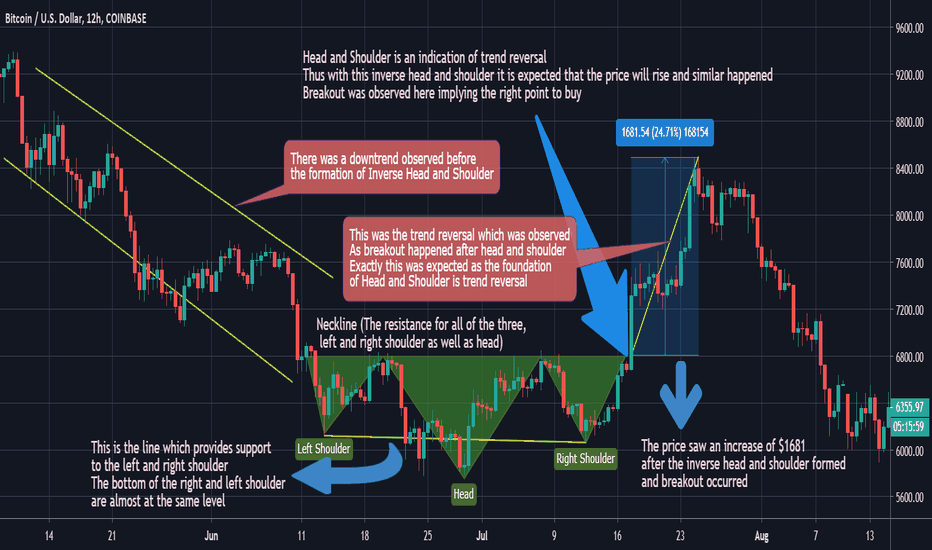 Bitcoin / U.S. Dollar, 12h, COINBASE
Head and Shoulder is an indication of trend reversal
Thus with this inverse head and shoulder it is expected that the price will rise and similar happened
Breakout was observed here implying the right point to buy
1681.54 (24.71%) 168154
There was a downtrend observed before
the formation of Inverse Head and Shoulder
This was the trend reversal which was observed
As breakout happened after head and shoulder
Exactly this was expected as the foundation
of Head and Shoulder is trend reversal
Neckline (The resistance for all of the three,
left and right shoulder as well as head)
Left Shoulder
Head
Right Shoulder
This is the line which provides support
to the left and right shoulder
The bottom of the right and left shoulder
are almost at the same level
The price saw an increase of $1681
after the inverse head and shoulder formed
and breakout occurred
9600.00
9200.00
8800.00
8400.00
8000.00
7600.00
7200.00
6800.00
6355.97
05:15:59
6000.00
5600.00
14
21
Jun
11
18
25
Jul
9
16
23
Aug
7
13